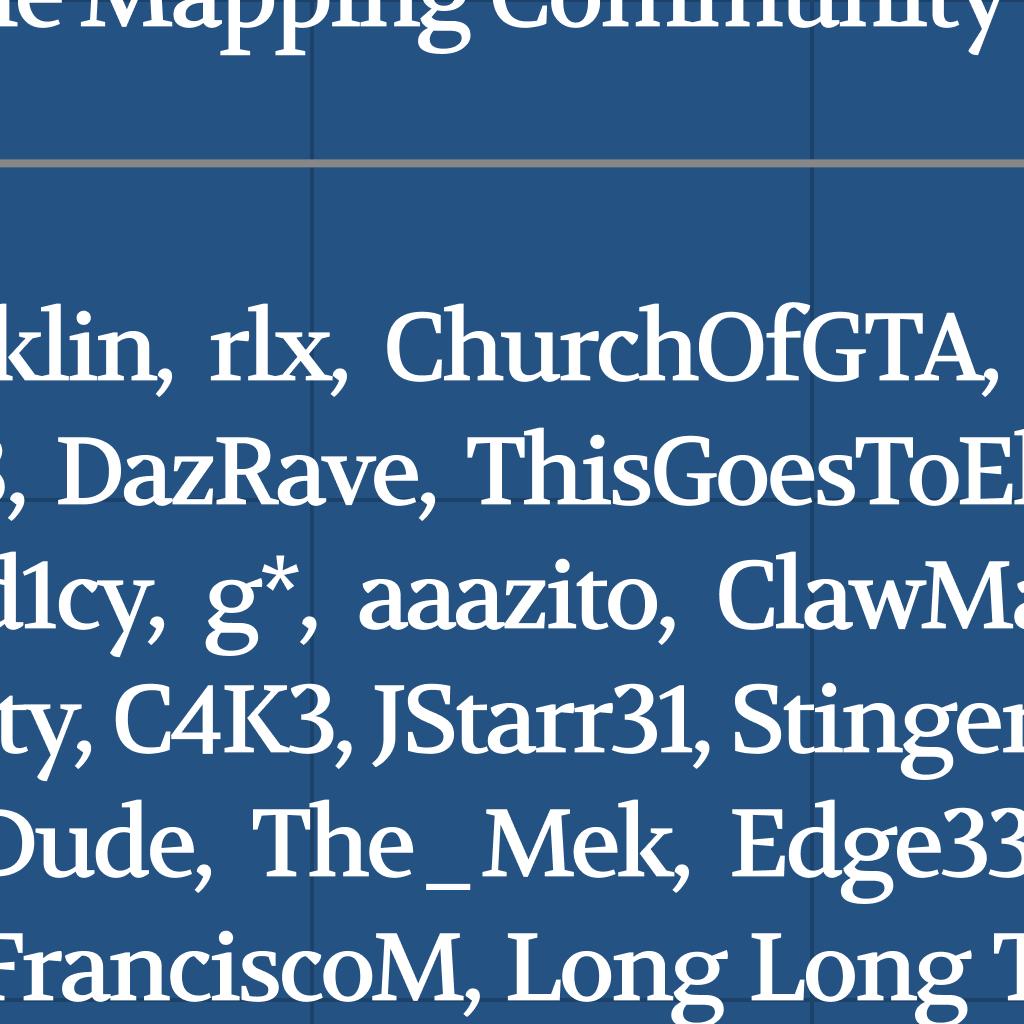 Mapping Community
klin, rlx, ChurchOfGTA,
DazRave, ThisGoesToEl
d1cy, g*, aaazito, ClawMa
ty, C4K3, JStarr31, Stinger
Dude, The_Mek, Edge33
FranciscoM, Long Long T